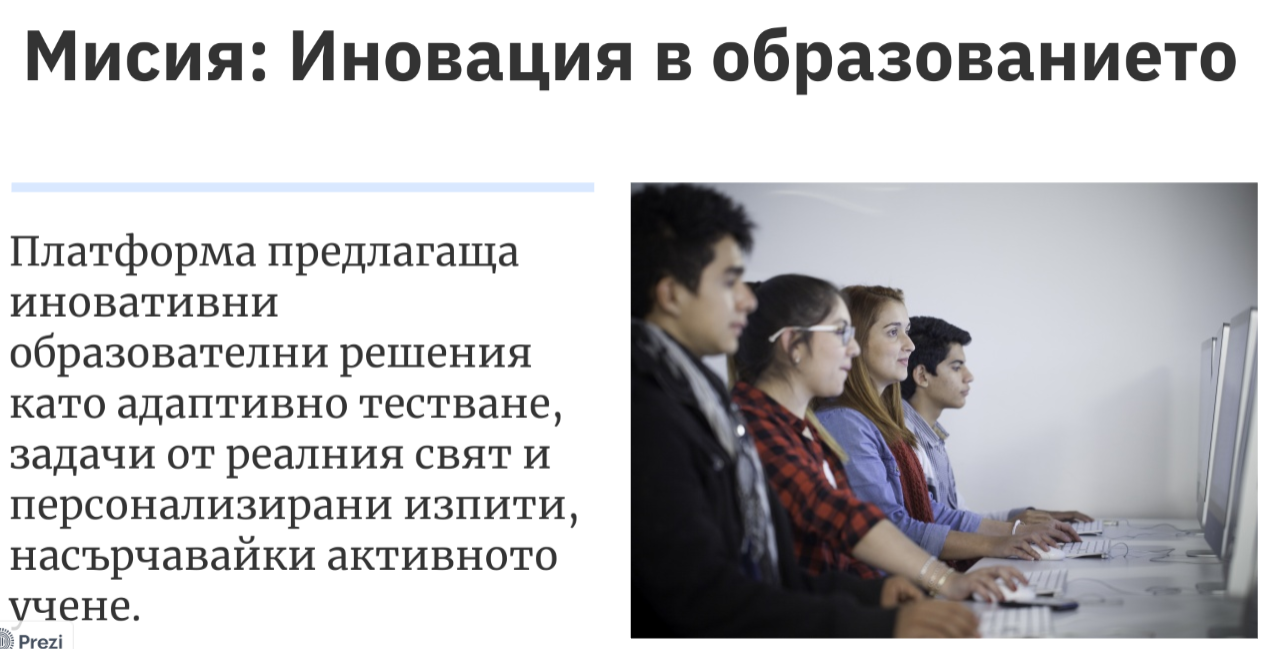 Мисия: Иновация в образованието
Платформа предлагаща
иновативни
образователни решения
като адаптивно тестване,
задачи от реалния свят и
персонализирани изпити,
насърчавайки активното
учене.
Prezi